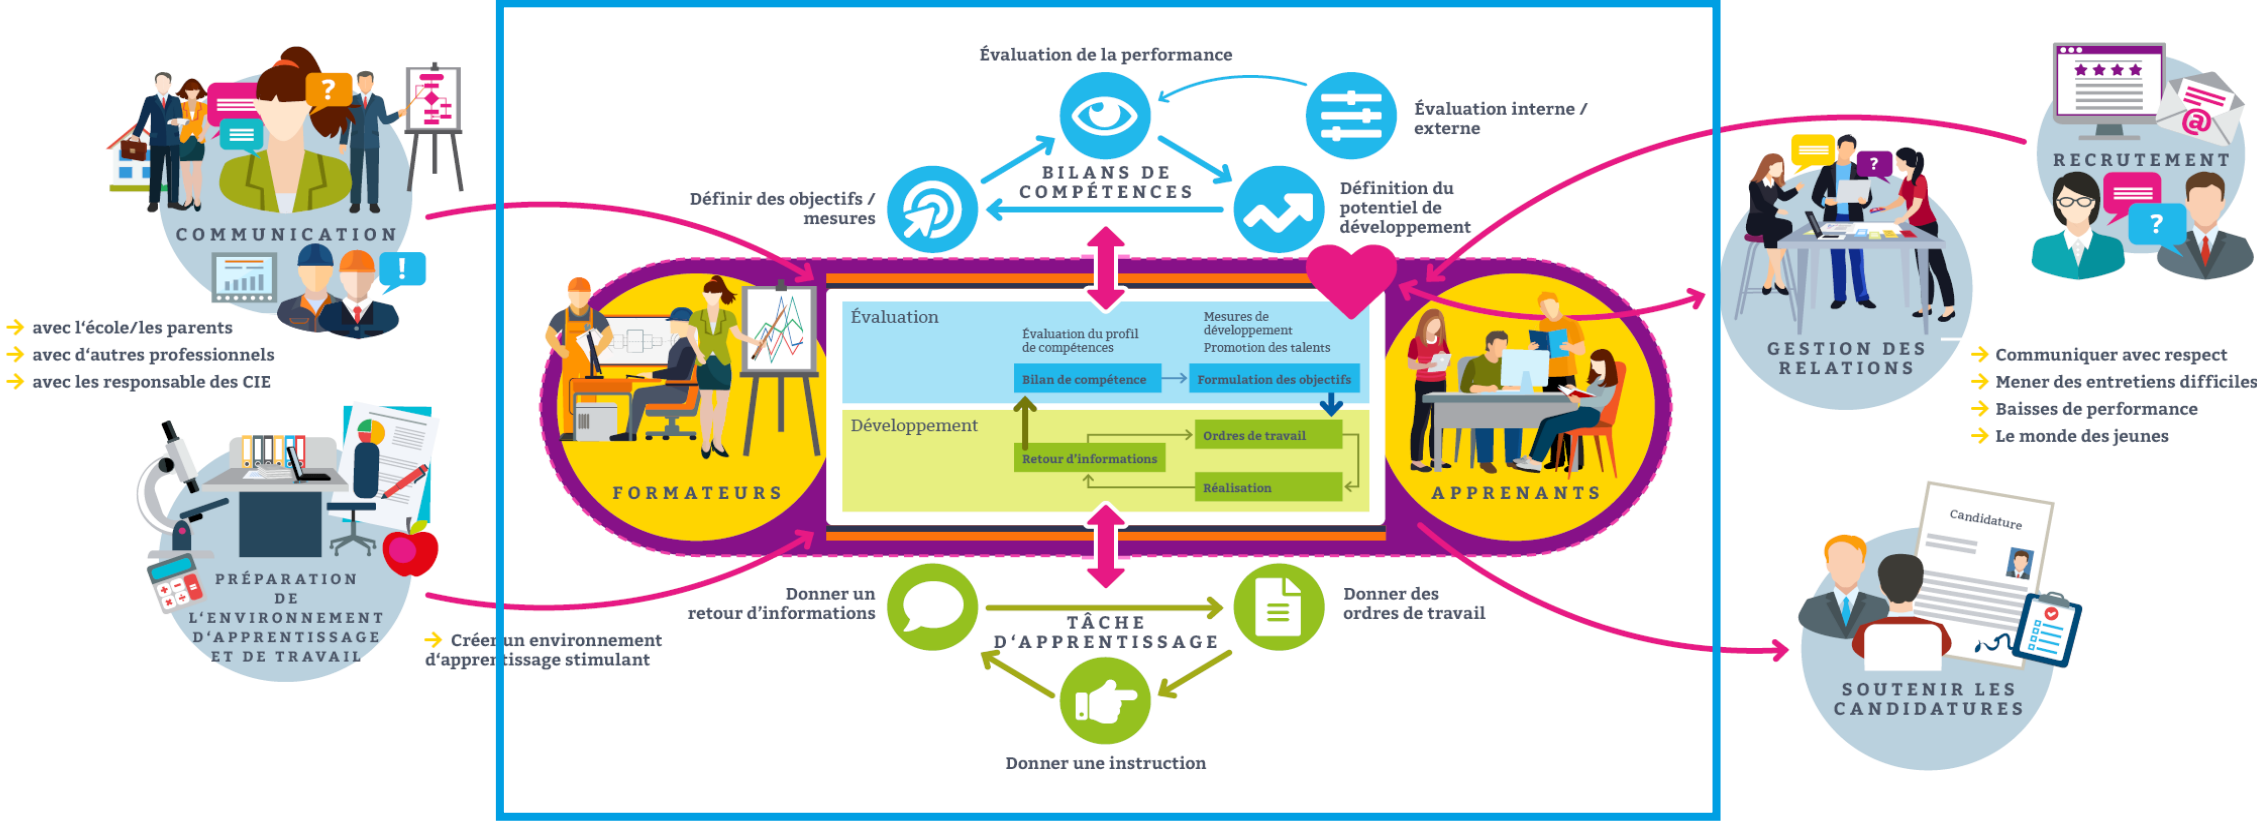 COMMUNICATION
avec l‘école/les parents
avec d‘autres professionnels
avec les responsable des CIE
PRÉPARATION
DE
L‘ENVIRONNEMENT
D‘APPRENTISSAGE
ET DE TRAVAIL
Créer un environnement
d‘apprentissage stimulant
Évaluation de la performance
Évaluation interne /
externe
BILANS DE
COMPÉTENCES
Définir des objectifs /
mesures
Définition du
potentiel de
développement
FORMATEURS
Évaluation
Évaluation du profil
de compétences
Mesures de
développement
Promotion des talents
Bilan de compétence
Formulation des objectifs
Développement
Ordres de travail
Retour d’informations
Réalisation
APPRENANTS
Donner un
retour d’informations
Donner des
ordres de travail
TÂCHE
D‘APPRENTISSAGE
Donner une instruction
RECRUTEMENT
GESTION DES
RELATIONS
Communiquer avec respect
Mener des entretiens difficiles
Baisses de performance
Le monde des jeunes
Candidature
SOUTENIR LES
CANDIDATURES